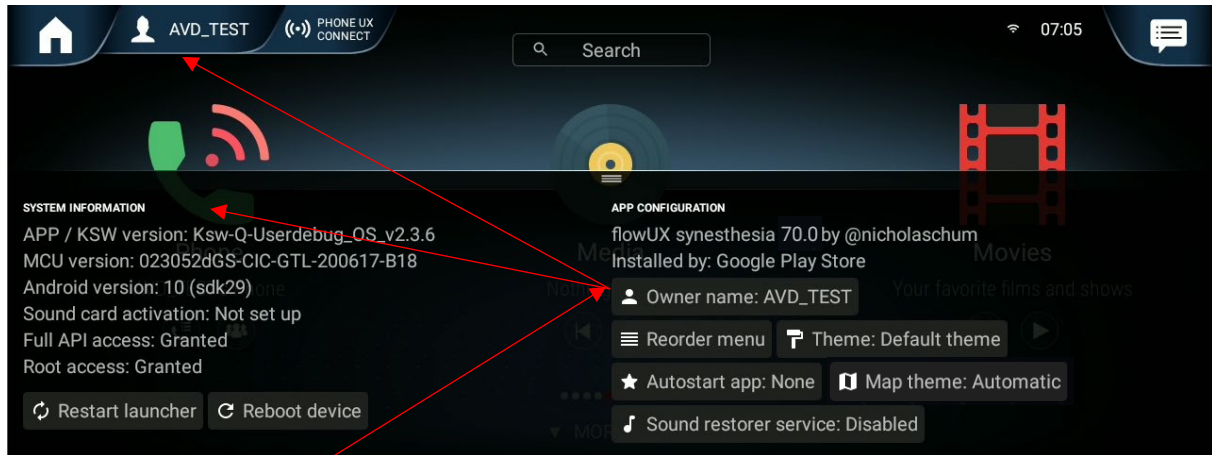 AVD_TEST
PHONE UX
CONNECT
Search
07:05
SYSTEM INFORMATION
APP / KSW version: Ksw-Q-Userdebug_OS_v2.3.6
MCU version: 023052dGS-CIC-GTL-200617-B18
Android version: 10 (sdk29)
Sound card activation: Not set up
Full API access: Granted
Root access: Granted
Restart launcher
Reboot device
APP CONFIGURATION
flowUX synesthesia 70.0 by @nicholaschum
Installed by: Google Play Store
Owner name: AVD_TEST
Reorder menu
Theme: Default theme
Autostart app: None
Map theme: Automatic
Sound restorer service: Disabled
Phone
Media
Movies
Your favorite films and shows